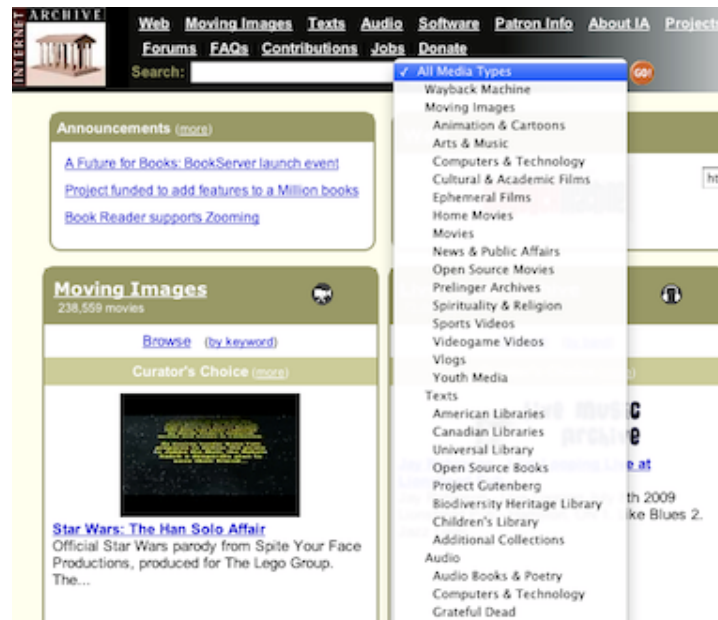 INTERNET
ARCHIVE
Web Moving Images Texts Audio Software Patron Info About IA Projects
Forums FAQs Contributions Jobs Donate
Search:
✓ All Media Types
GO!
Wayback Machine
Moving Images
Animation & Cartoons
Arts & Music
Computers & Technology
Cultural & Academic Films
Ephemeral Films
Home Movies
Movies
News & Public Affairs
Open Source Movies
Prelinger Archives
Spirituality & Religion
Sports Videos
Videogame Videos
Vlogs
Youth Media
Texts
American Libraries
Canadian Libraries
Universal Library
Open Source Books
Project Gutenberg
Biodiversity Heritage Library
Children's Library
Additional Collections
Audio
Audio Books & Poetry
Computers & Technology
Grateful Dead
Announcements (more)
A Future for Books: BookServer launch event
Project funded to add features to a Million books
Book Reader supports Zooming
Moving Images
238,559 movies
Browse (by keyword)
Curator's Choice (more)
Star Wars: The Han Solo Affair
Official Star Wars parody from Spite Your Face
Productions, produced for The Lego Group.
The...
live music
archive
Live at
th 2009
ike Blues 2.